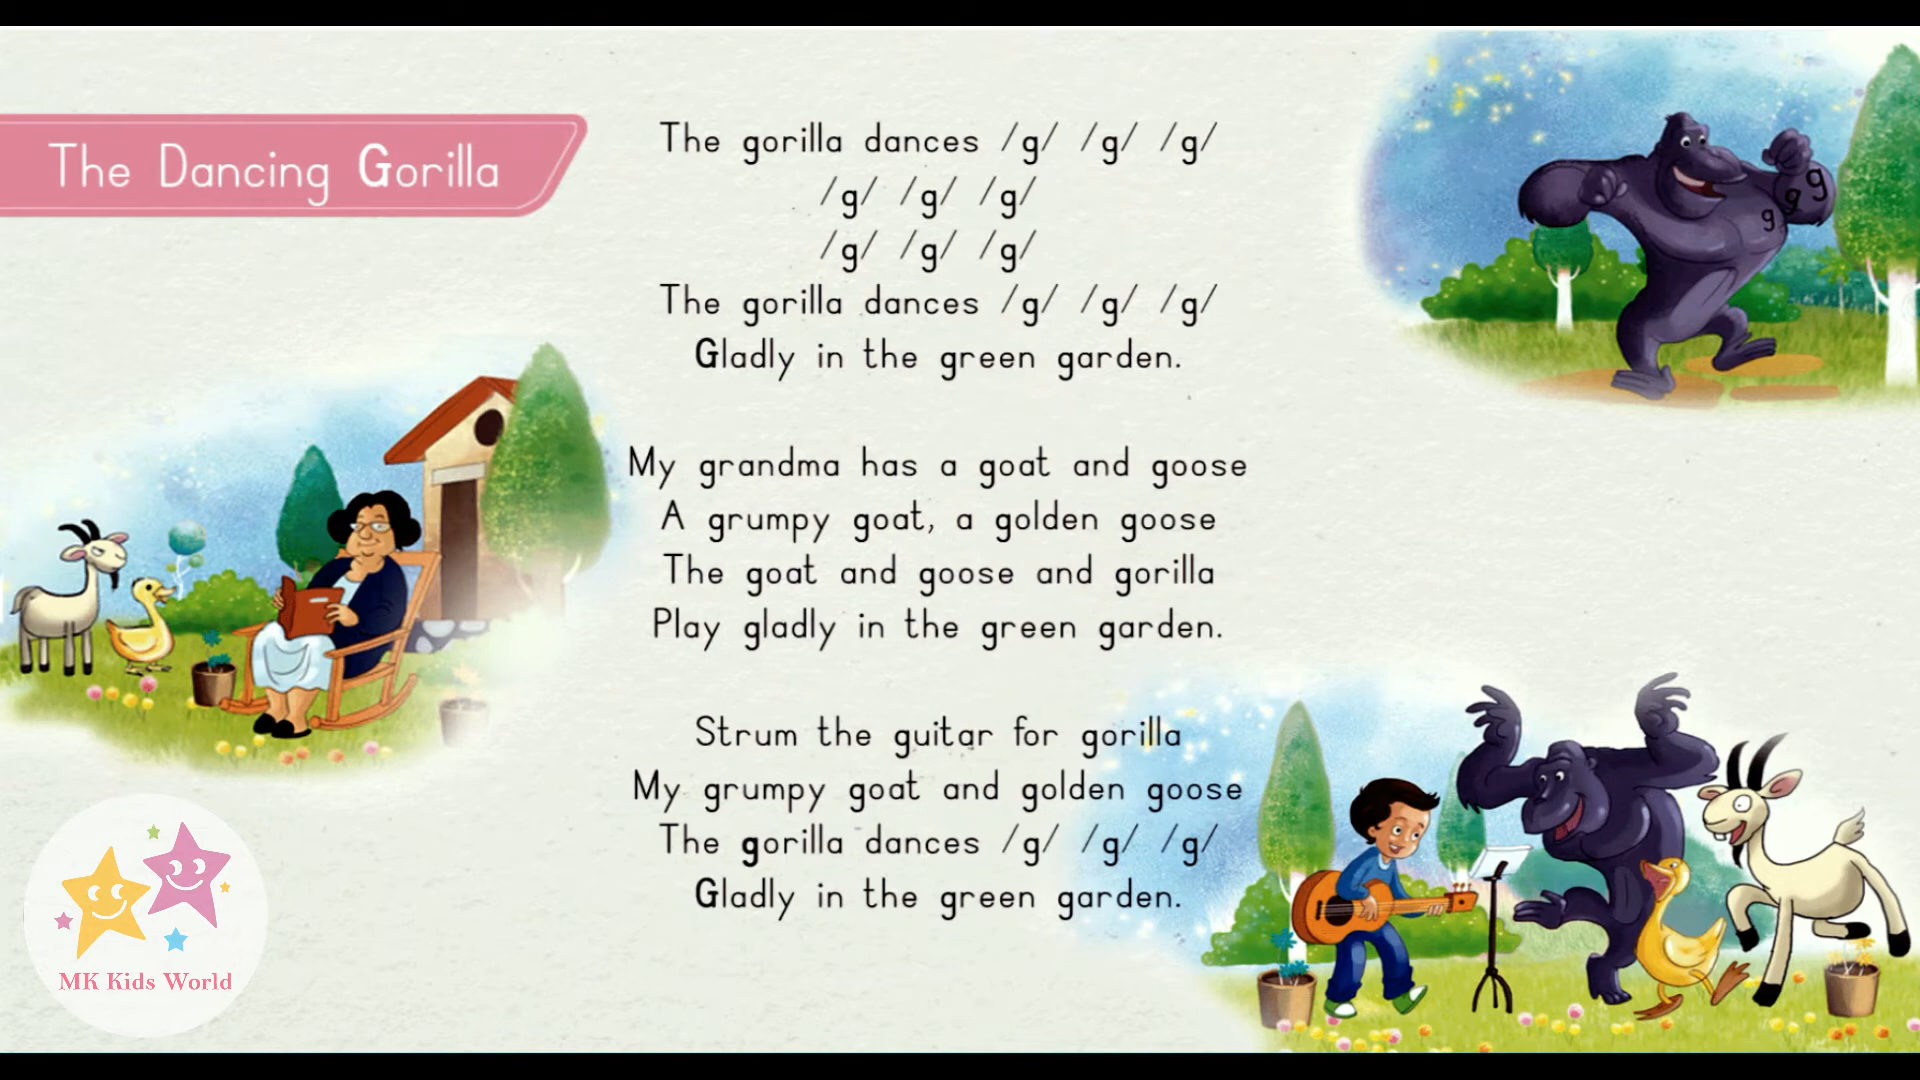 The Dancing Gorilla
The gorilla dances /g/ /g/ /g/
/g/ /g/ /g/
/g/ /g/ /g/
The gorilla dances /g/ /g/ /g/
Gladly in the green garden.
My grandma has a goat and goose
A grumpy goat, a golden goose
The goat and goose and gorilla
Play gladly in the green garden.
Strum the guitar for gorilla
My grumpy goat and golden goose
The gorilla dances /g/ /g/ /g/
Gladly in the green garden.
g g g
MK Kids World